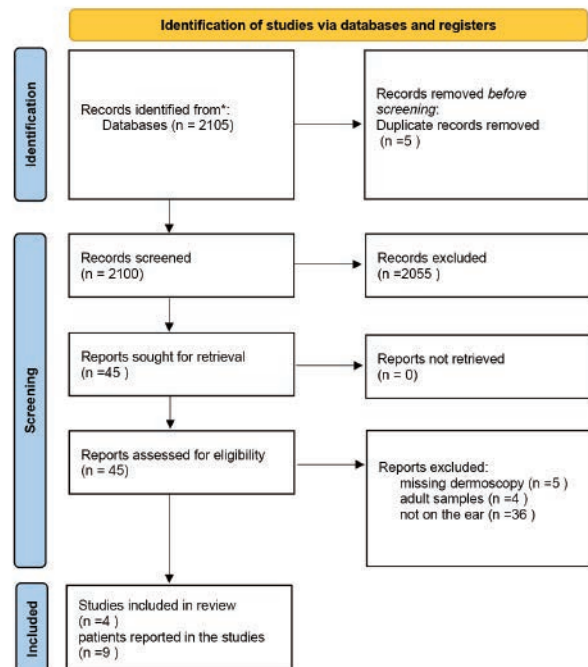 Identification of studies via databases and registers
Identification
Records identified from*:
Databases (n = 2105)
Records removed before
screening:
Duplicate records removed
(n =5 )
Screening
Records screened
(n = 2100)
Records excluded
(n =2055 )
Reports sought for retrieval
(n =45 )
Reports not retrieved
(n = 0)
Reports assessed for eligibility
(n = 45)
Reports excluded:
missing dermoscopy (n =5 )
adult samples (n =4 )
not on the ear (n =36 )
Included
Studies included in review
(n =4 )
patients reported in the studies
(n =9 )